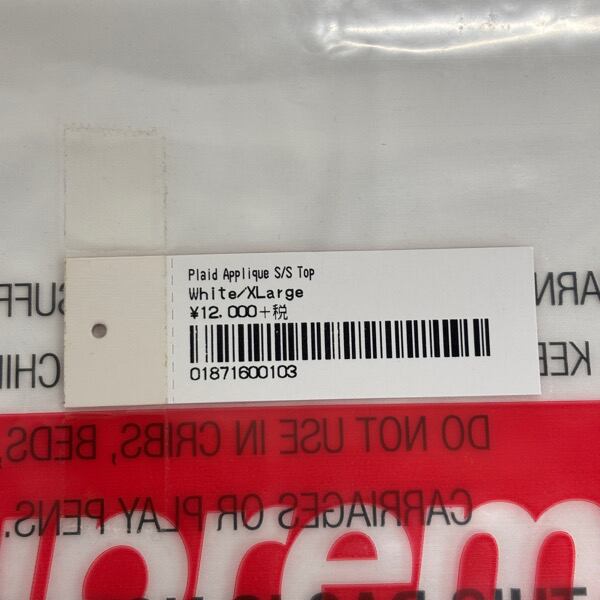 Plaid Applique S/S Top
White/XLarge
¥12,000+税
01871600103
DO NOT USE IN CRIBS, BEDS,
CARRIAGES OR PLAY PENS.
uprem